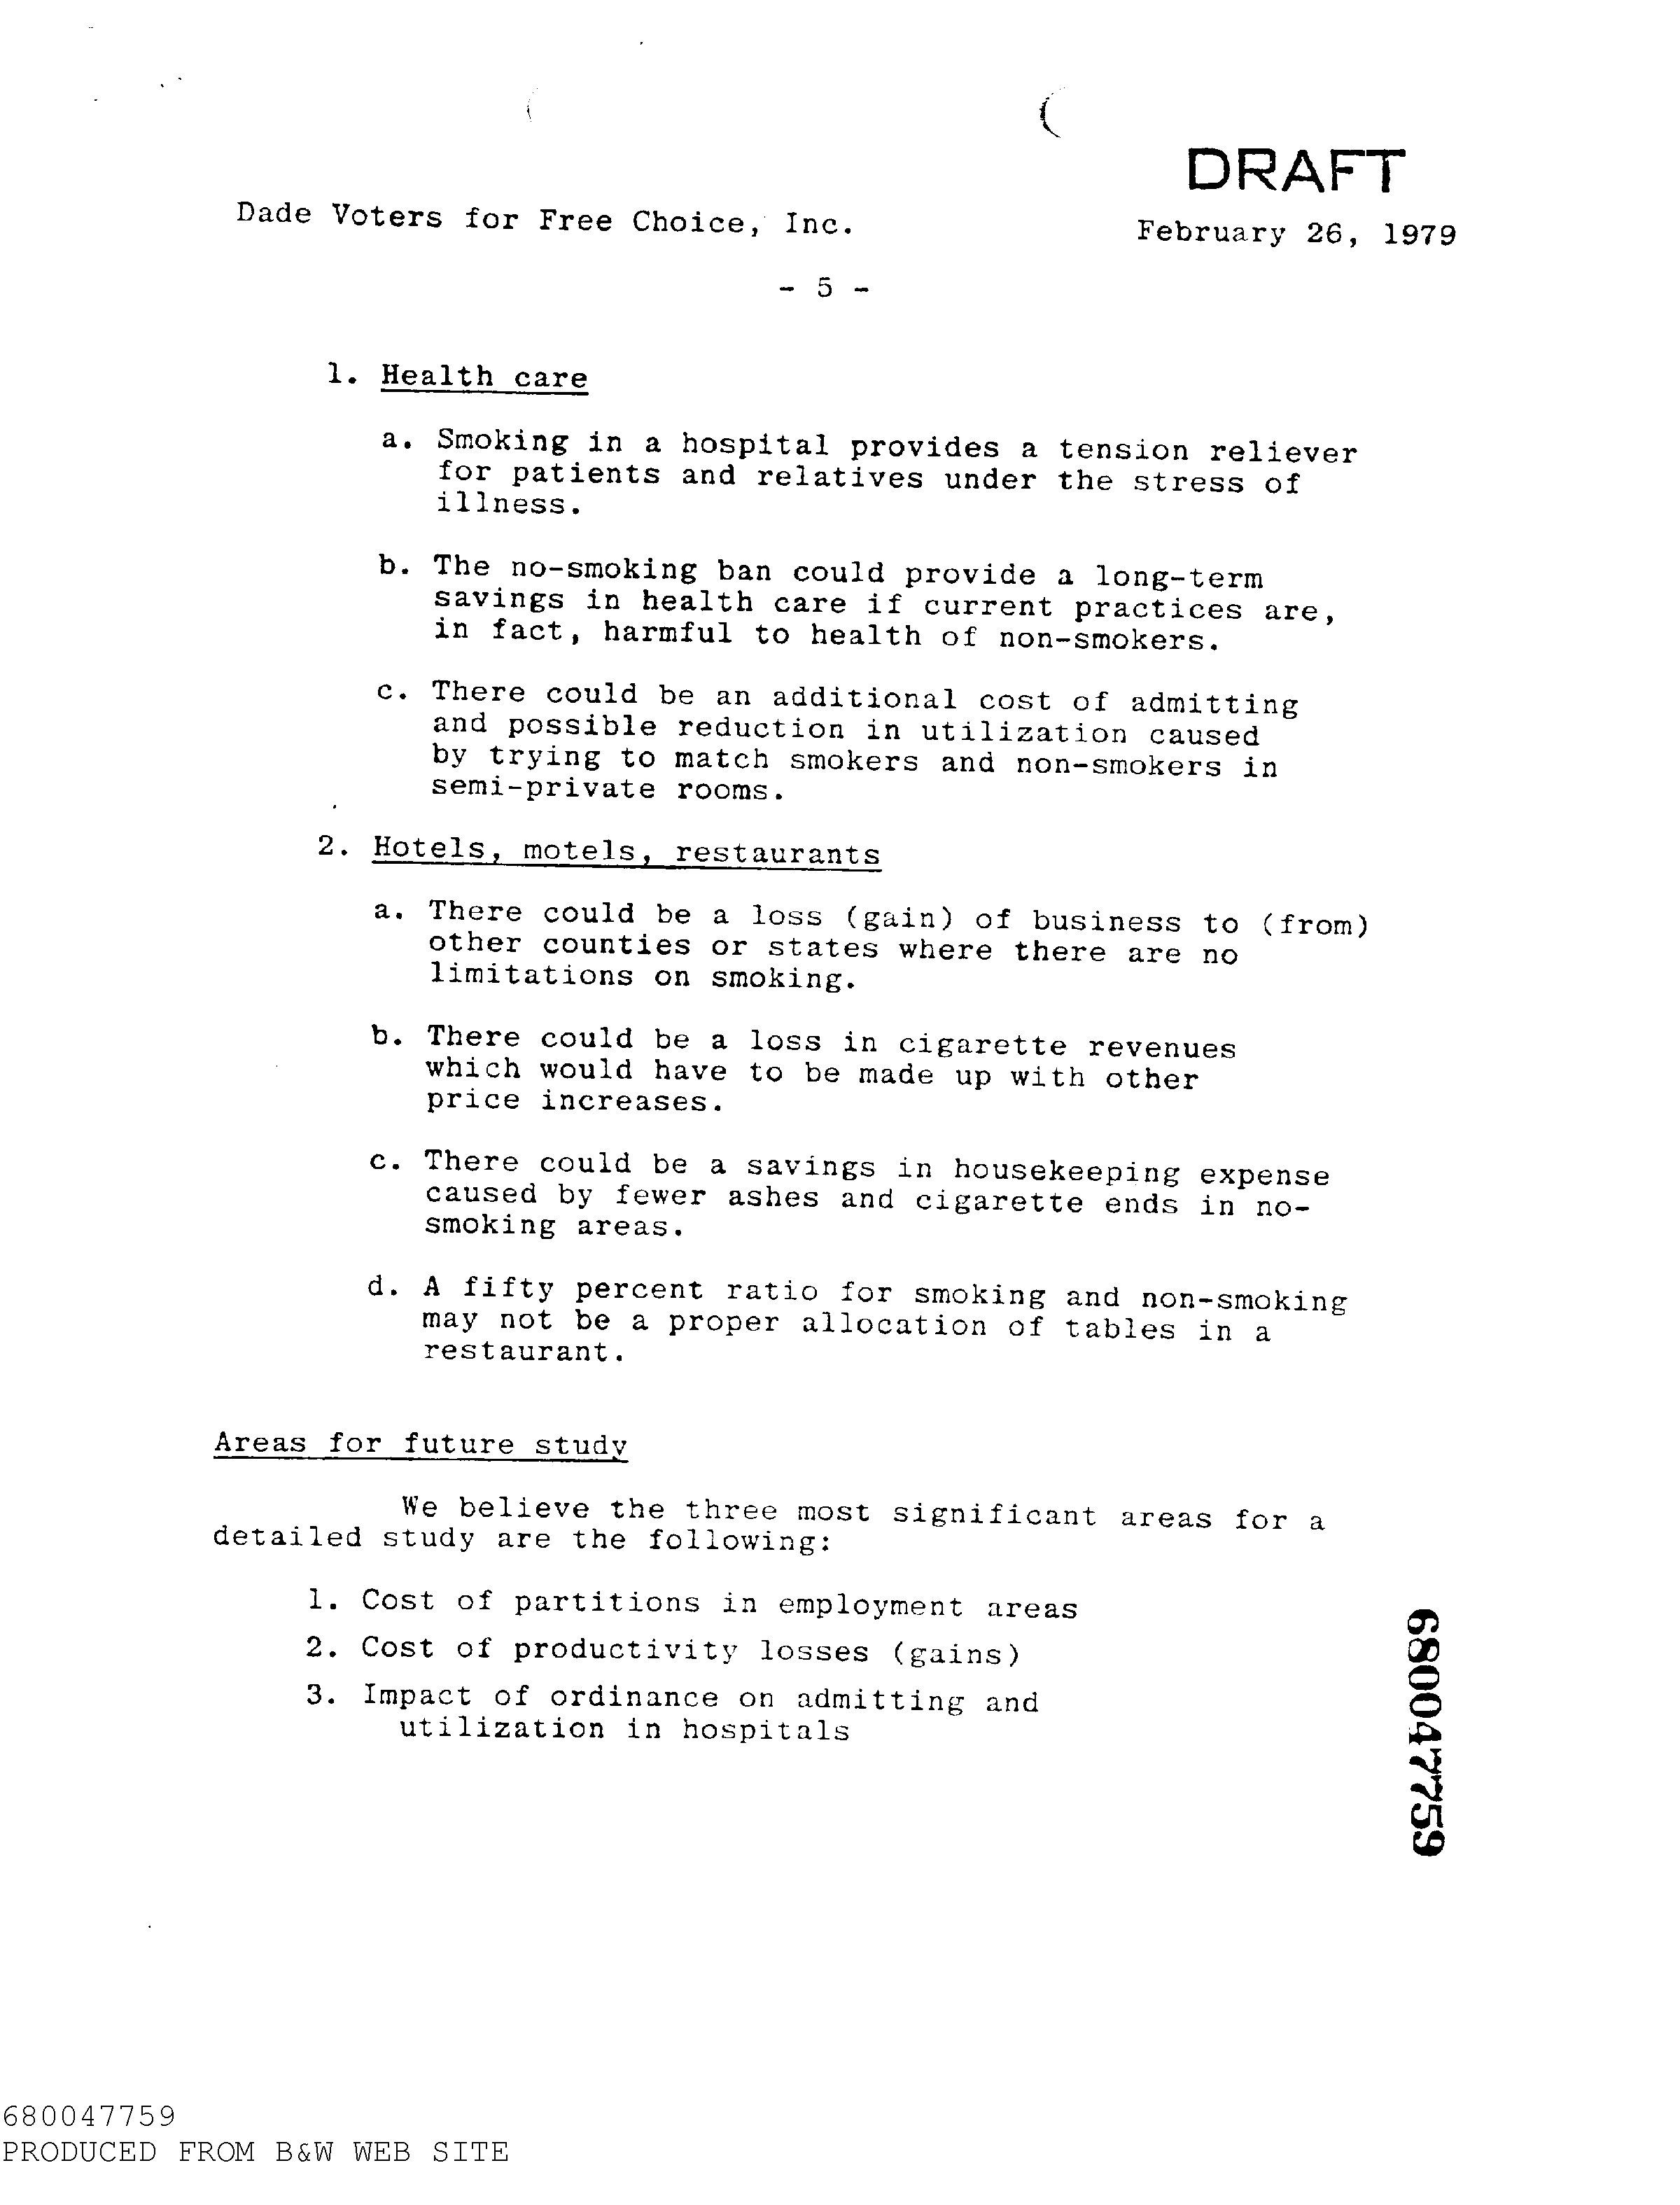 DRAFT
Dade Voters for Free Choice, Inc.
February 26, 1979
- 5 -
1. Health care
a. Smoking in a hospital provides a tension reliever
for patients and relatives under the stress of
illness.
b. The no-smoking ban could provide a long-term
savings in health care if current practices are,
in fact, harmful to health of non-smokers.
c. There could be an additional cost of admitting
and possible reduction in utilization caused
by trying to match smokers and non-smokers in
semi-private rooms.
2. Hotels, motels, restaurants
a. There could be a loss (gain) of business to (from)
other counties or states where there are no
limitations on smoking.
b. There could be a loss in cigarette revenues
which would have to be made up with other
price increases.
c. There could be a savings in housekeeping expense
caused by fewer ashes and cigarette ends in no-
smoking areas.
d. A fifty percent ratio for smoking and non-smoking
may not be a proper allocation of tables in a
restaurant.
Areas for future study
We believe the three most significant areas for a
detailed study are the following:
1. Cost of partitions in employment areas
2. Cost of productivity losses (gains)
3. Impact of ordinance on admitting and
utilization in hospitals
680047759
680047759
PRODUCED FROM B&W WEB SITE